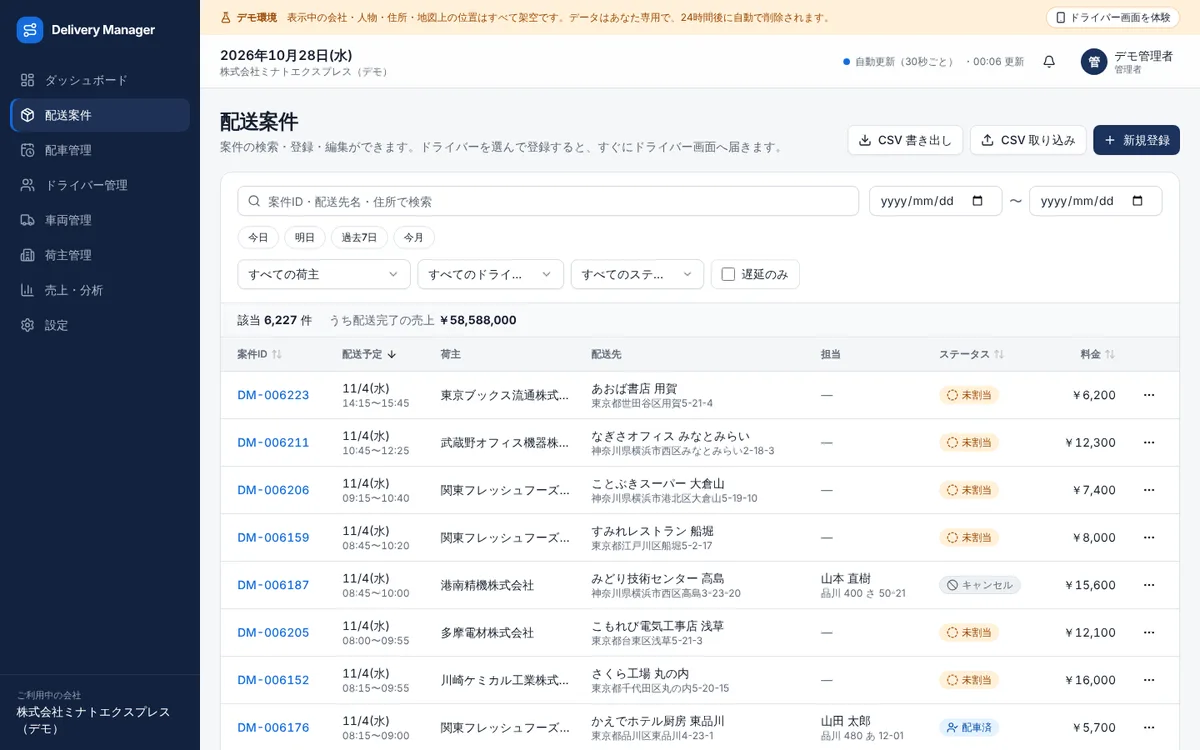 Delivery Manager
ダッシュボード
配送案件
配車管理
ドライバー管理
車両管理
荷主管理
売上・分析
設定
ご利用中の会社
株式会社ミナトエクスプレス
（デモ）
デモ環境 表示中の会社・人物・住所・地図上の位置はすべて架空です。データはあなた専用で、24時間後に自動で削除されます。
ドライバー画面を体験
2026年10月28日(水)
株式会社ミナトエクスプレス（デモ）
自動更新（30秒ごと） ・00:06 更新
管
デモ管理者
管理者
配送案件
案件の検索・登録・編集ができます。ドライバーを選んで登録すると、すぐにドライバー画面へ届きます。
CSV 書き出し
CSV 取り込み
新規登録
案件ID・配送先名・住所で検索
yyyy/mm/dd 〜 yyyy/mm/dd
今日 明日 過去7日 今月
すべての荷主 すべてのドライ... すべてのステ... 遅延のみ
該当 6,227 件 うち配送完了の売上 ￥58,588,000
案件ID 配送予定 荷主 配送先 担当 ステータス 料金
DM-006223 11/4(水) 東京ブックス流通株式... あおば書店 用賀 — 未割当 ￥6,200
14:15〜15:45 東京都世田谷区用賀5-21-4
DM-006211 11/4(水) 武蔵野オフィス機器株... なぎさオフィス みなとみらい — 未割当 ￥12,300
10:45〜12:25 神奈川県横浜市西区みなとみらい2-18-3
DM-006206 11/4(水) 関東フレッシュフーズ... ことぶきスーパー 大倉山 — 未割当 ￥7,400
09:15〜10:40 神奈川県横浜市港北区大倉山5-19-10
DM-006159 11/4(水) 関東フレッシュフーズ... すみれレストラン 船堀 — 未割当 ￥8,000
08:45〜10:20 東京都江戸川区船堀5-2-17
DM-006187 11/4(水) 港南精機株式会社 みどり技術センター 高島 山本 直樹 キャンセル ￥15,600
08:45〜10:00 神奈川県横浜市西区高島3-23-20 品川 400 さ 50-21
DM-006205 11/4(水) 多摩電材株式会社 こもれび電気工事店 浅草 — 未割当 ￥12,100
08:00〜09:55 東京都台東区浅草5-21-3
DM-006152 11/4(水) 川崎ケミカル工業株式... さくら工場 丸の内 — 未割当 ￥16,000
08:15〜09:55 東京都千代田区丸の内5-20-15
DM-006176 11/4(水) 関東フレッシュフーズ... かえでホテル厨房 東品川 山田 太郎 配車済 ￥5,700
08:15〜09:00 東京都品川区東品川4-23-1 品川 480 あ 12-01